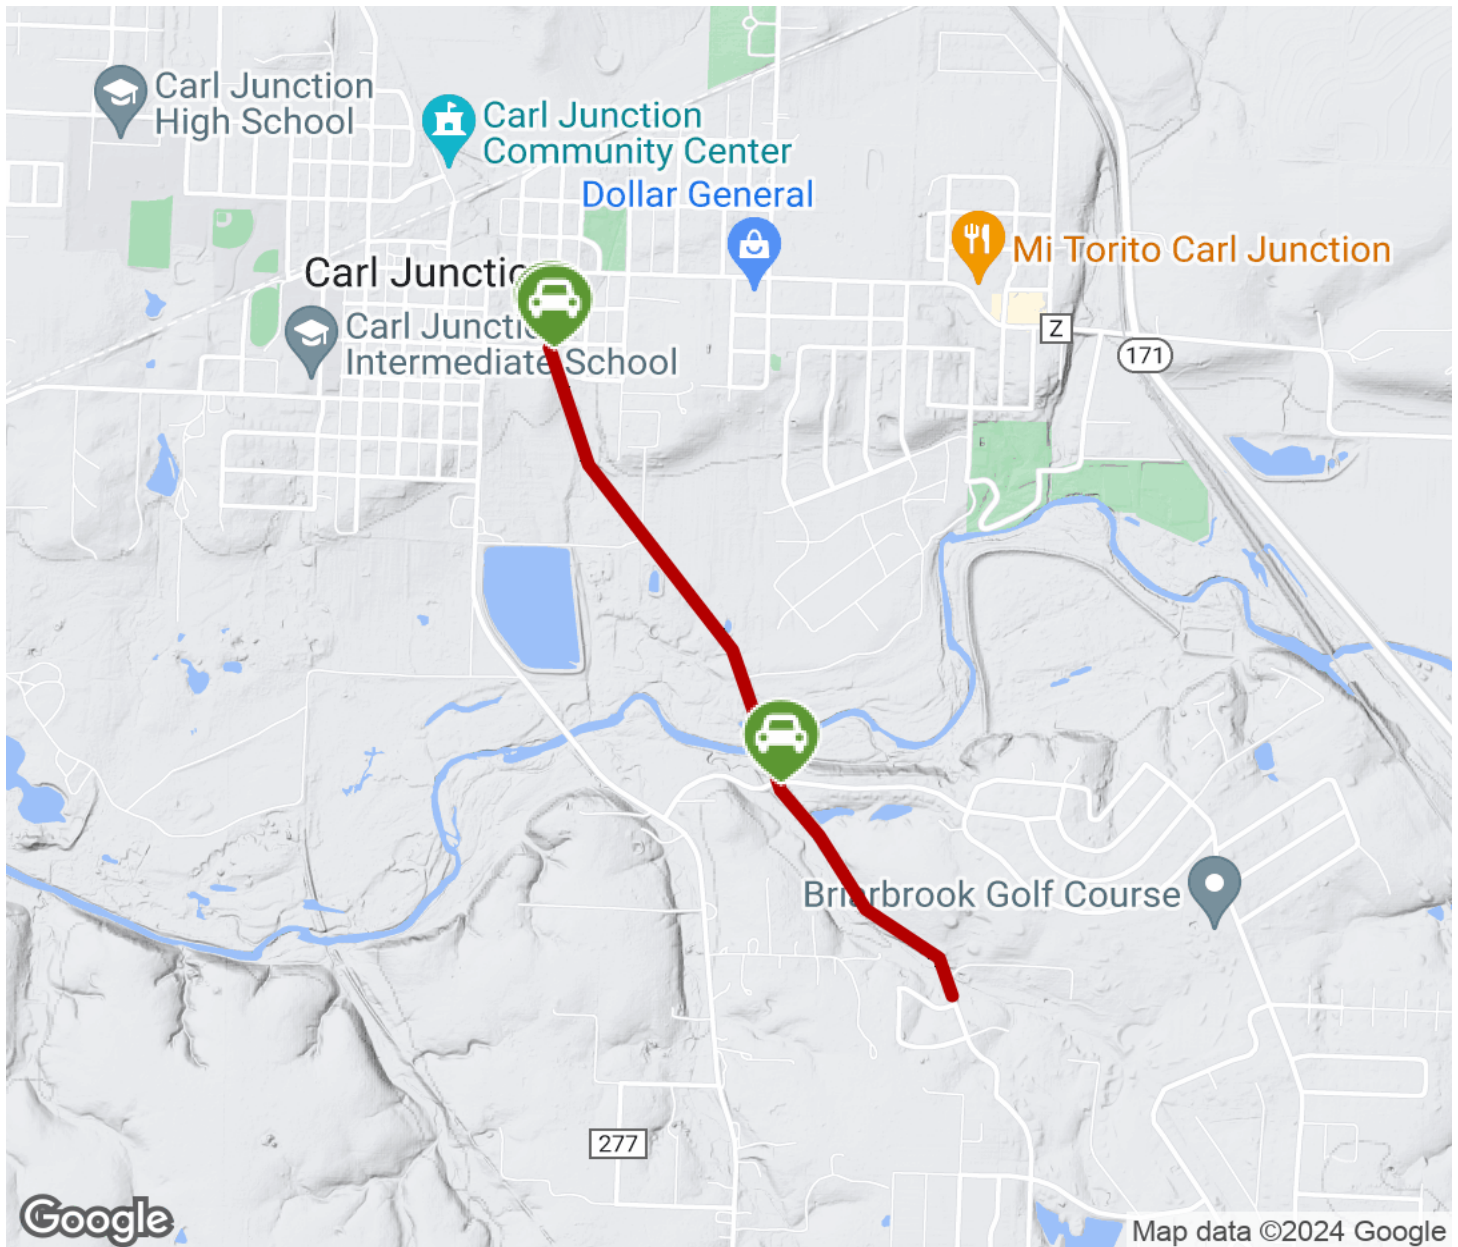 Carl Junction
High School
Carl Junction
Community Center
Dollar General
Mi Torito Carl Junction
Carl Junctio
Carl Juncti
Intermediate School
Z
171
Briarbrook Golf Course
277
Google
Map data ©2024 Google